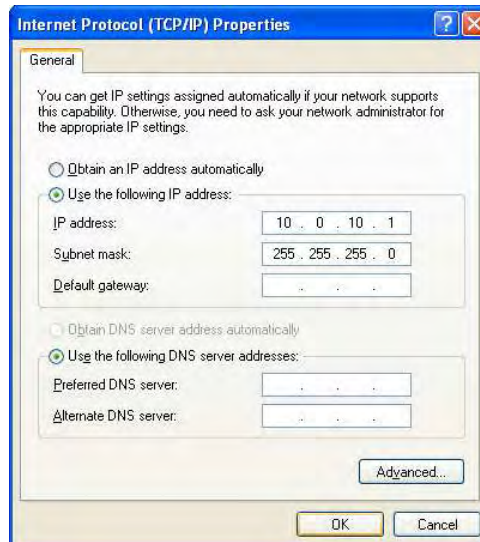 Internet Protocol (TCP/IP) Properties
General
You can get IP settings assigned automatically if your network supports
this capability. Otherwise, you need to ask your network administrator for
the appropriate IP settings.
Obtain an IP address automatically
Use the following IP address:
IP address: 10 . 0 . 10 . 1
Subnet mask: 255 . 255 . 255 . 0
Default gateway: . . .
Obtain DNS server address automatically
Use the following DNS server addresses:
Preferred DNS server: . . .
Alternate DNS server: . . .
Advanced...
OK Cancel